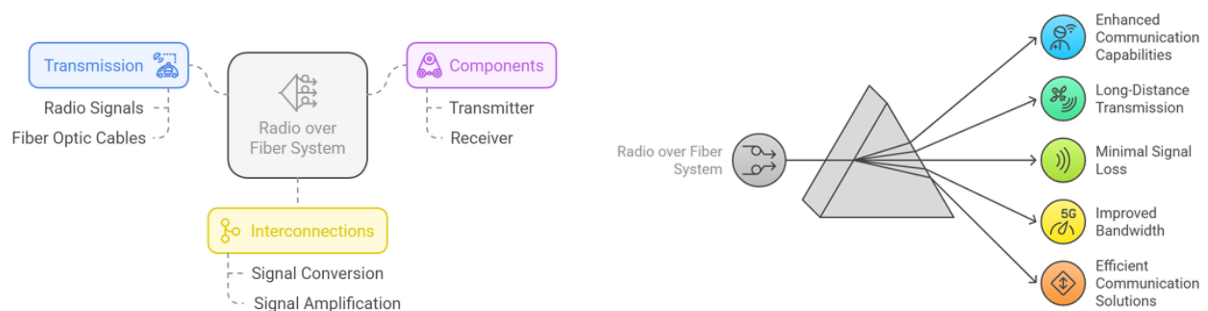 Transmission
Radio Signals
Fiber Optic Cables
Radio over
Fiber System
Components
Transmitter
Receiver
Interconnections
Signal Conversion
Signal Amplification
Radio over Fiber
System
Enhanced
Communication
Capabilities
Long-Distance
Transmission
Minimal Signal
Loss
5G
Improved
Bandwidth
Efficient
Communication
Solutions